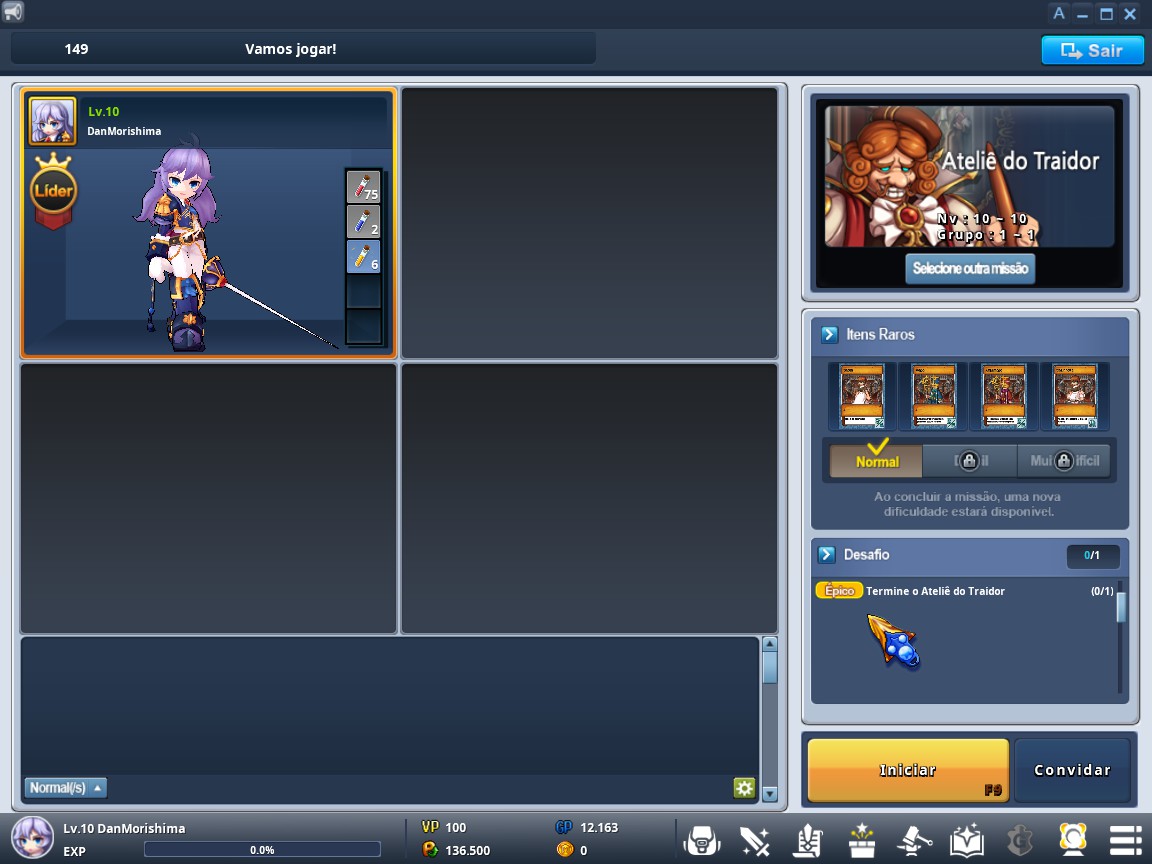 A
149 Vamos jogar!
Sair
Lv.10
DanMorishima
Líder
75
2
6
Ateliê do Traidor
Nv : 10 ~ 10
Grupo : 1 ~ 1
Selecione outra missão
Itens Raros
Normal
Ao concluir a missão, uma nova
dificuldade estará disponível.
Desafio 0/1
Épico Termine o Ateliê do Traidor (0/1)
Normal(/s)
Iniciar
F9
Convidar
Lv.10 DanMorishima
EXP 0.0%
VP 100
GP 12.163
136.500
0